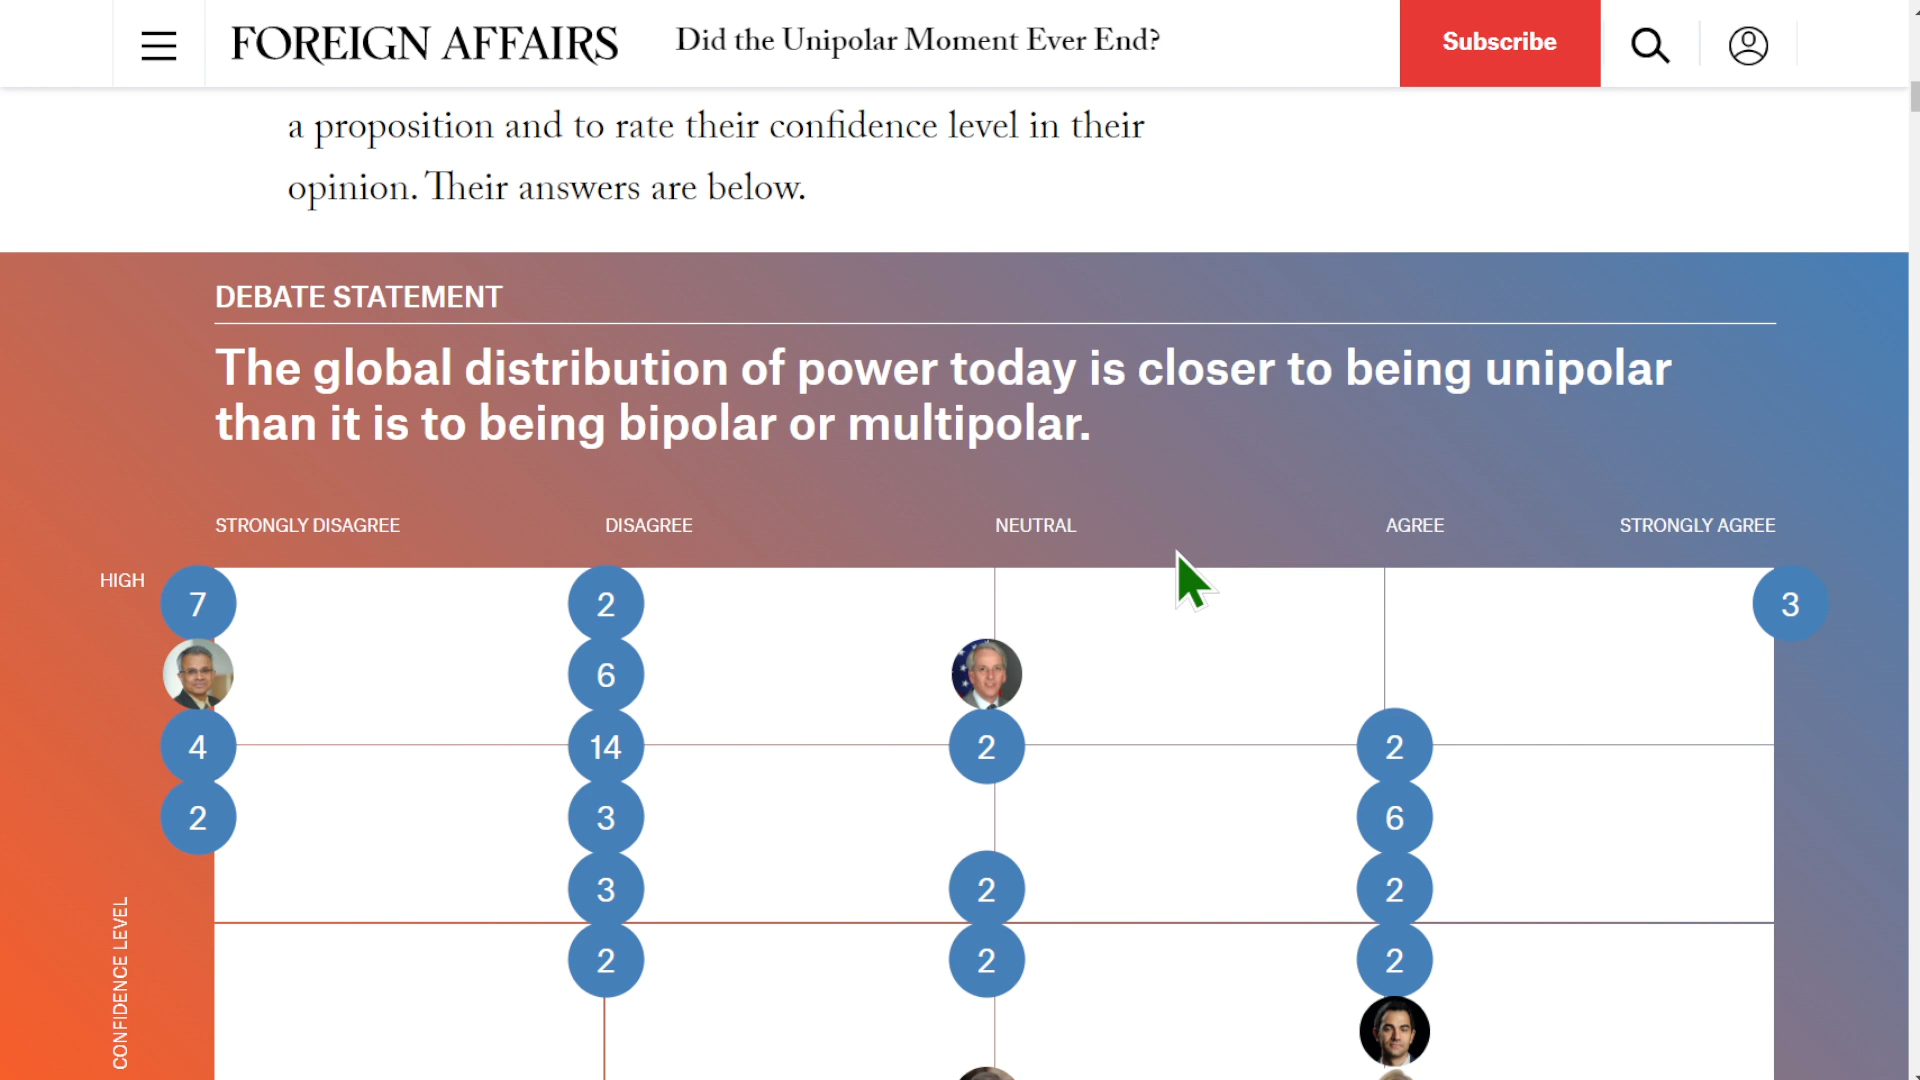 FOREIGN AFFAIRS
Did the Unipolar Moment Ever End?
Subscribe
a proposition and to rate their confidence level in their
opinion. Their answers are below.
DEBATE STATEMENT
The global distribution of power today is closer to being unipolar
than it is to being bipolar or multipolar.
STRONGLY DISAGREE DISAGREE NEUTRAL AGREE STRONGLY AGREE
HIGH
7 2 3
6
4 14 2 2
2 3 6
3 2 2
2 2 2
CONFIDENCE LEVEL